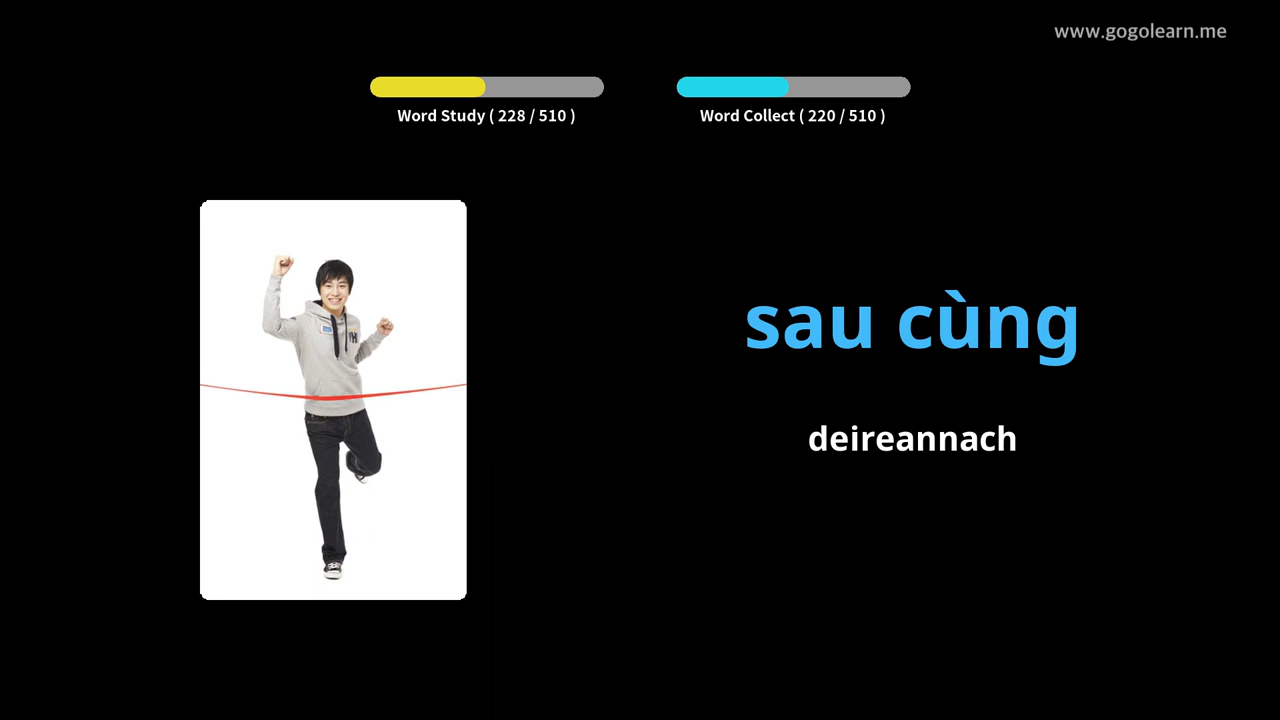 www.gogolearn.me
Word Study ( 228 / 510 )
Word Collect ( 220 / 510 )
sau cùng
deireannach